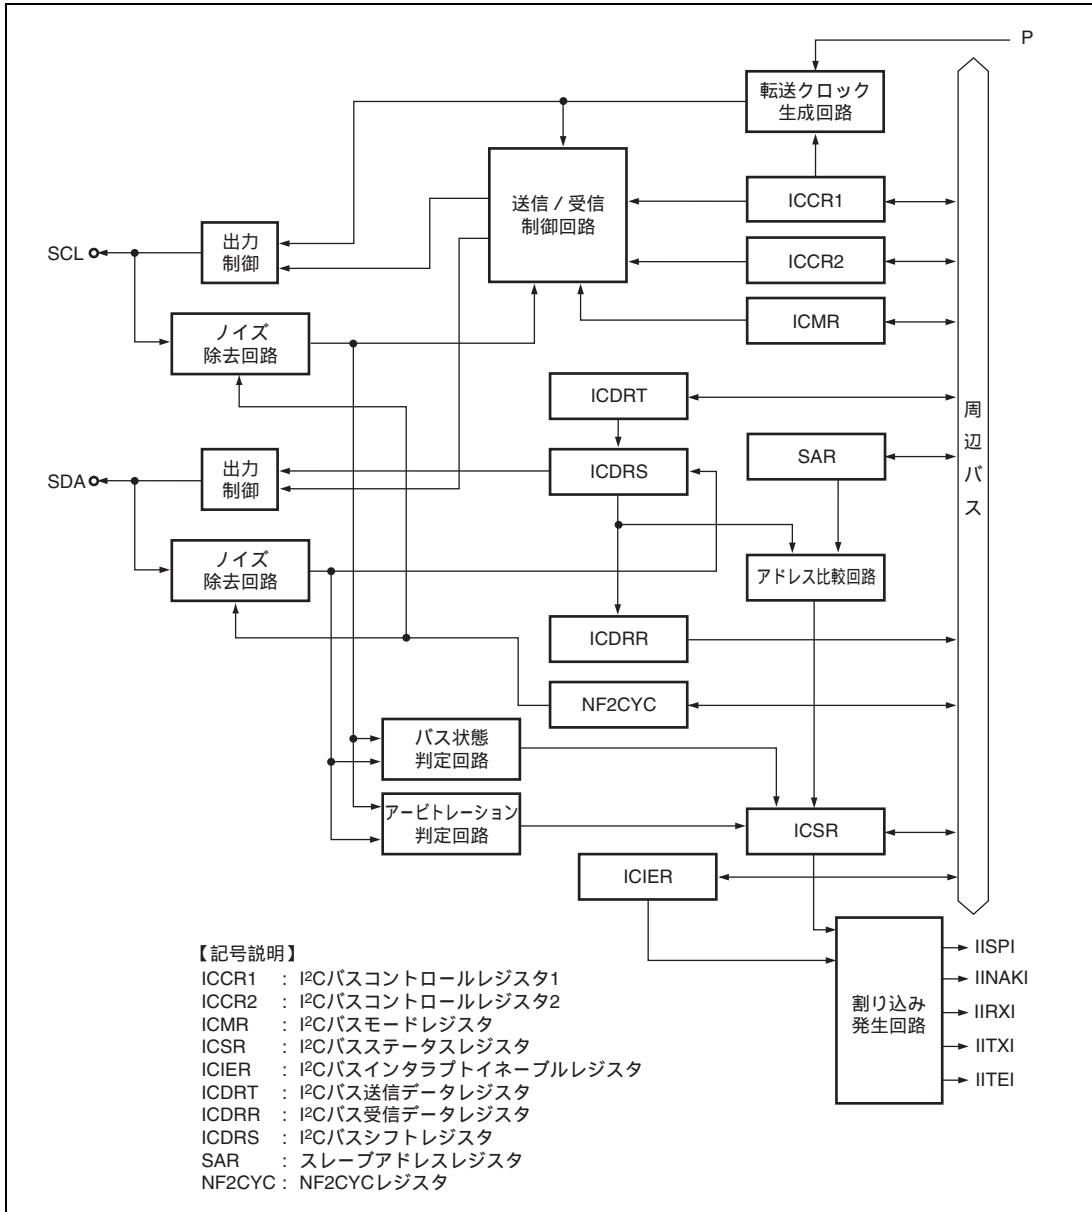 P
転送クロック
生成回路
送信 / 受信
制御回路
ICCR1
出力
制御
SCL
ICCR2
ノイズ
除去回路
ICMR
ICDRT
周辺バス
出力
制御
SDA
ICDRS
SAR
ノイズ
除去回路
アドレス比較回路
ICDRR
NF2CYC
バス状態
判定回路
アービトレーション
判定回路
ICSR
ICIER
割り込み
発生回路
IISPI
IINAKI
IIRXI
IITXI
IITEI
【記号説明】
ICCR1 : I²Cバスコントロールレジスタ1
ICCR2 : I²Cバスコントロールレジスタ2
ICMR : I²Cバスモードレジスタ
ICSR : I²Cバスステータスレジスタ
ICIER : I²Cバスインタラプトイネーブルレジスタ
ICDRT : I²Cバス送信データレジスタ
ICDRR : I²Cバス受信データレジスタ
ICDRS : I²Cバスシフトレジスタ
SAR : スレーブアドレスレジスタ
NF2CYC : NF2CYCレジスタ